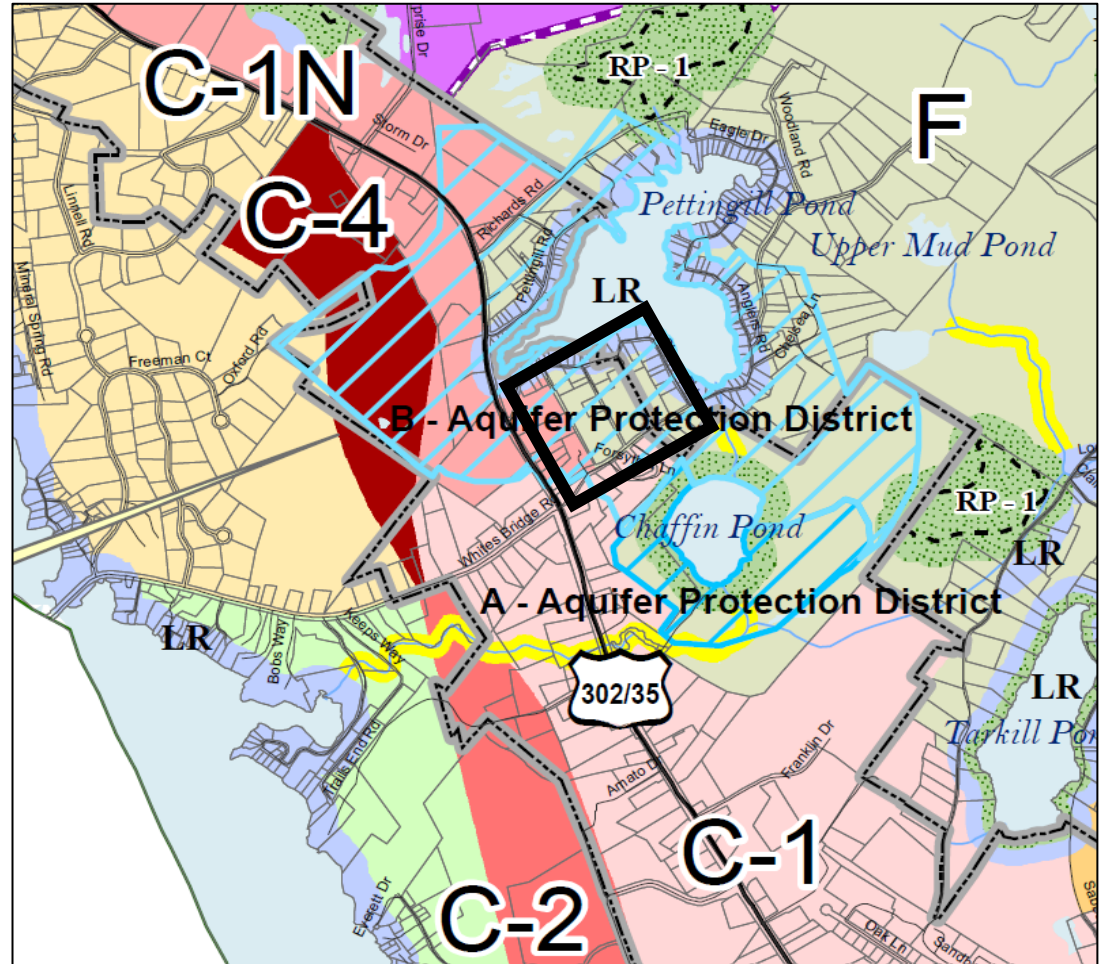 prise Dr
C-1N
RP - 1
F
Storm Dr
Eagle Dr
Woodland Rd
C-4
Linnell Rd
Richards Rd
Pettingill Pond
Upper Mud Pond
Mineral Spring Rd
Pettingill Rd
LR
Anglers Rd
Chelsea Ln
Freeman Ct
Oxford Rd
B - Aquifer Protection District
Whites Bridge Rd
RP - 1
Chaffin Pond
LR
A - Aquifer Protection District
LR
Bobs Way
Keeps Way
302/35
LR
Tarkill Pon
Trails End Rd
Franklin Dr
Amato Dr
C-1
Everett Dr
C-2
Oak Ln